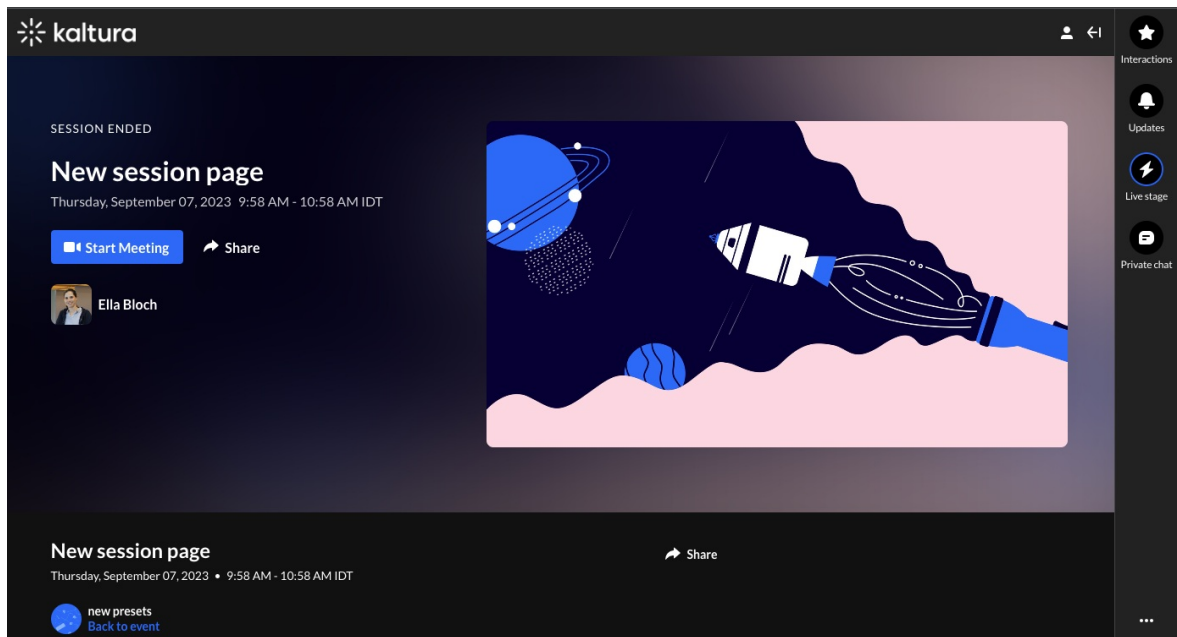 kaltura
SESSION ENDED
New session page
Thursday, September 07, 2023 9:58 AM - 10:58 AM IDT
Start Meeting
Share
Ella Bloch
Interactions
Updates
Live stage
Private chat
New session page
Share
Thursday, September 07, 2023 • 9:58 AM - 10:58 AM IDT
new presets
Back to event